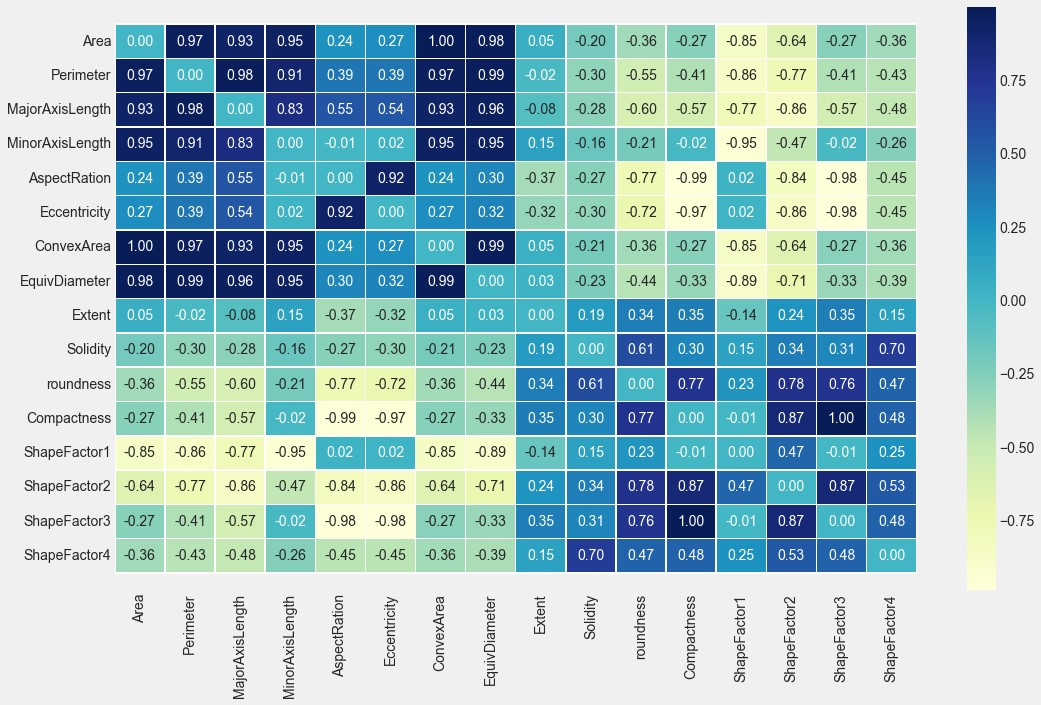 Area 0.00 0.97 0.93 0.95 0.24 0.27 1.00 0.98 0.05 -0.20 -0.36 -0.27 -0.85 -0.64 -0.27 -0.36
Perimeter 0.97 0.00 0.98 0.91 0.39 0.39 0.97 0.99 -0.02 -0.30 -0.55 -0.41 -0.86 -0.77 -0.41 -0.43
MajorAxisLength 0.93 0.98 0.00 0.83 0.55 0.54 0.93 0.96 -0.08 -0.28 -0.60 -0.57 -0.77 -0.86 -0.57 -0.48
MinorAxisLength 0.95 0.91 0.83 0.00 -0.01 0.02 0.95 0.95 0.15 -0.16 -0.21 -0.02 -0.95 -0.47 -0.02 -0.26
AspectRation 0.24 0.39 0.55 -0.01 0.00 0.92 0.24 0.30 -0.37 -0.27 -0.77 -0.99 0.02 -0.84 -0.98 -0.45
Eccentricity 0.27 0.39 0.54 0.02 0.92 0.00 0.27 0.32 -0.32 -0.30 -0.72 -0.97 0.02 -0.86 -0.98 -0.45
ConvexArea 1.00 0.97 0.93 0.95 0.24 0.27 0.00 0.99 0.05 -0.21 -0.36 -0.27 -0.85 -0.64 -0.27 -0.36
EquivDiameter 0.98 0.99 0.96 0.95 0.30 0.32 0.99 0.00 0.03 -0.23 -0.44 -0.33 -0.89 -0.71 -0.33 -0.39
Extent 0.05 -0.02 -0.08 0.15 -0.37 -0.32 0.05 0.03 0.00 0.19 0.34 0.35 -0.14 0.24 0.35 0.15
Solidity -0.20 -0.30 -0.28 -0.16 -0.27 -0.30 -0.21 -0.23 0.19 0.00 0.61 0.30 0.15 0.34 0.31 0.70
roundness -0.36 -0.55 -0.60 -0.21 -0.77 -0.72 -0.36 -0.44 0.34 0.61 0.00 0.77 0.23 0.78 0.76 0.47
Compactness -0.27 -0.41 -0.57 -0.02 -0.99 -0.97 -0.27 -0.33 0.35 0.30 0.77 0.00 -0.01 0.87 1.00 0.48
ShapeFactor1 -0.85 -0.86 -0.77 -0.95 0.02 0.02 -0.85 -0.89 -0.14 0.15 0.23 -0.01 0.00 0.47 -0.01 0.25
ShapeFactor2 -0.64 -0.77 -0.86 -0.47 -0.84 -0.86 -0.64 -0.71 0.24 0.34 0.78 0.87 0.47 0.00 0.87 0.53
ShapeFactor3 -0.27 -0.41 -0.57 -0.02 -0.98 -0.98 -0.27 -0.33 0.35 0.31 0.76 1.00 -0.01 0.87 0.00 0.48
ShapeFactor4 -0.36 -0.43 -0.48 -0.26 -0.45 -0.45 -0.36 -0.39 0.15 0.70 0.47 0.48 0.25 0.53 0.48 0.00
Area
Perimeter
MajorAxisLength
MinorAxisLength
AspectRation
Eccentricity
ConvexArea
EquivDiameter
Extent
Solidity
roundness
Compactness
ShapeFactor1
ShapeFactor2
ShapeFactor3
ShapeFactor4
0.75
0.50
0.25
0.00
−0.25
−0.50
−0.75